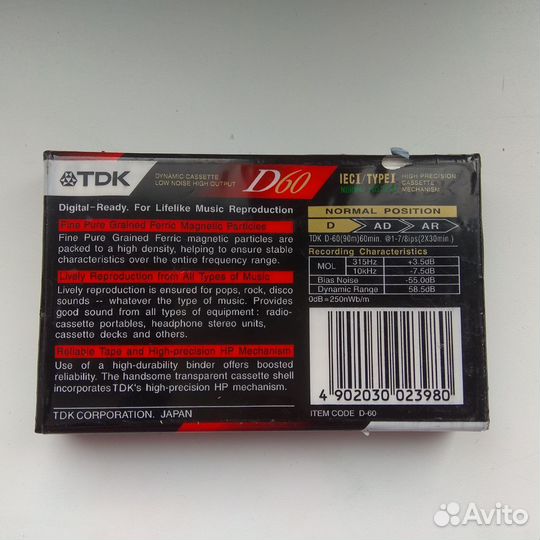 TDK
DYNAMIC CASSETTE
LOW NOISE HIGH OUTPUT
D60
IECI/TYPEI
NORMAL
HIGH PRECISION
CASSETTE
MECHANISM
Digital-Ready. For Lifelike Music Reproduction
Fine Pure Grained Ferric Magnetic Particles
Fine Pure Grained Ferric magnetic particles are
packed to a high density, helping to ensure stable
characteristics over the entire frequency range.
Lively Reproduction from All Types of Music
Lively reproduction is ensured for pops, rock, disco
sounds -- whatever the type of music. Provides
good sound from all types of equipment : radio-
cassette portables, headphone stereo units,
cassette decks and others.
Reliable Tape and High-precision HP Mechanism
Use of a high-durability binder offers boosted
reliability. The handsome transparent cassette shell
incorporates TDK's high-precision HP mechanism.
TDK CORPORATION. JAPAN
NORMAL POSITION
D AD AR
TDK D-60(90m)60min. @1-7/8ips(2X30min.)
Recording Characteristics
MOL 315Hz +3.5dB
10kHz -7.5dB
Bias Noise -55.0dB
Dynamic Range 58.5dB
0dB=250nWb/m
4 902030 023980
ITEM CODE D-60
Avito